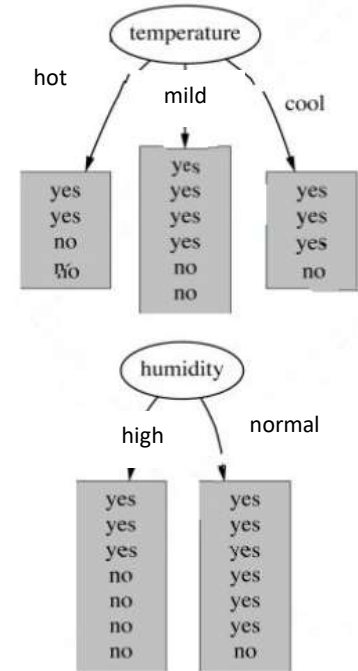 temperature
hot
mild
cool
yes
yes
no
no
yes
yes
yes
yes
no
no
yes
yes
yes
no
humidity
high
normal
yes
yes
yes
no
no
no
no
yes
yes
yes
yes
yes
yes
no